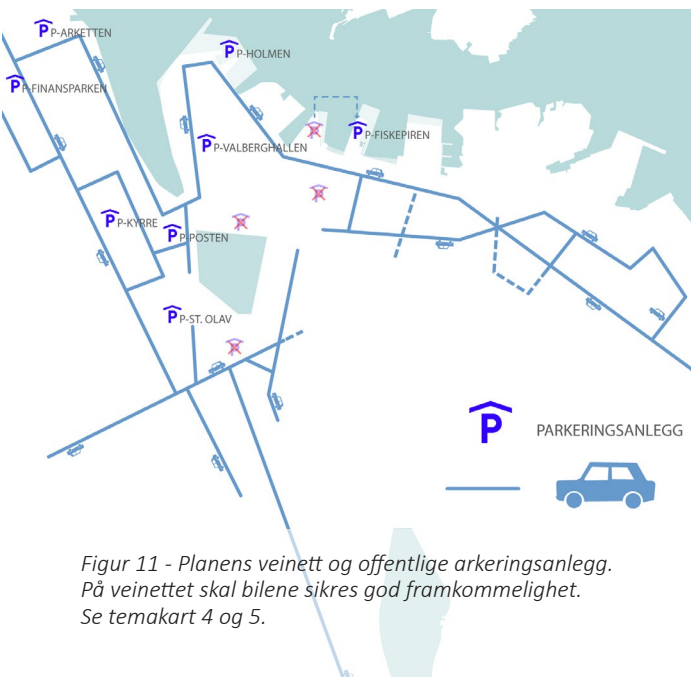 P P-ARKETTEN
P P-HOLMEN
P P-FINANSPARKEN
P P-FISKEPIREN
P P-VALBERGHALLEN
P P-KYRRE
P P-POSTEN
P P-ST. OLAV
P PARKERINGSANLEGG
Figur 11 - Planens veinett og offentlige arkeringsanlegg.
På veinettet skal bilene sikres god framkommelighet.
Se temakart 4 og 5.